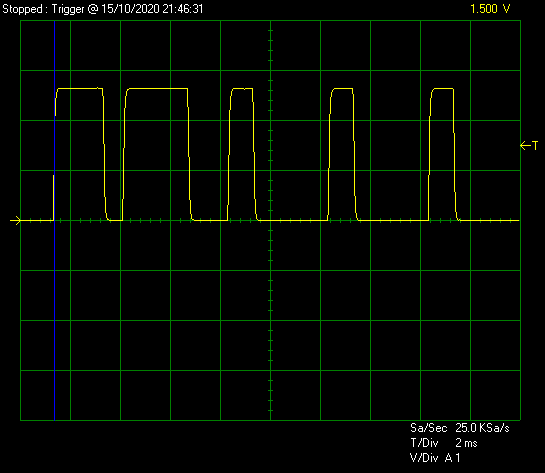 Stopped : Trigger @ 15/10/2020 21:46:31 1.500 V
T
Sa/Sec 25.0 KSa/s
T/Div 2 ms
V/Div A 1